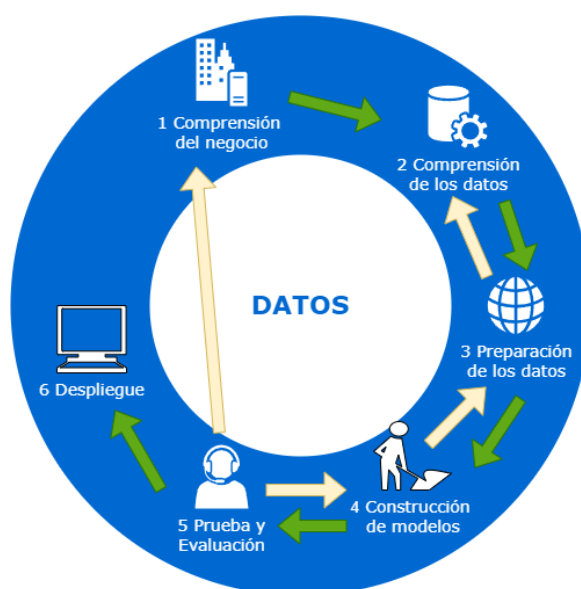 1 Comprensión
del negocio
2 Comprensión
de los datos
DATOS
3 Preparación
de los datos
6 Despliegue
4 Construcción
de modelos
5 Prueba y
Evaluación